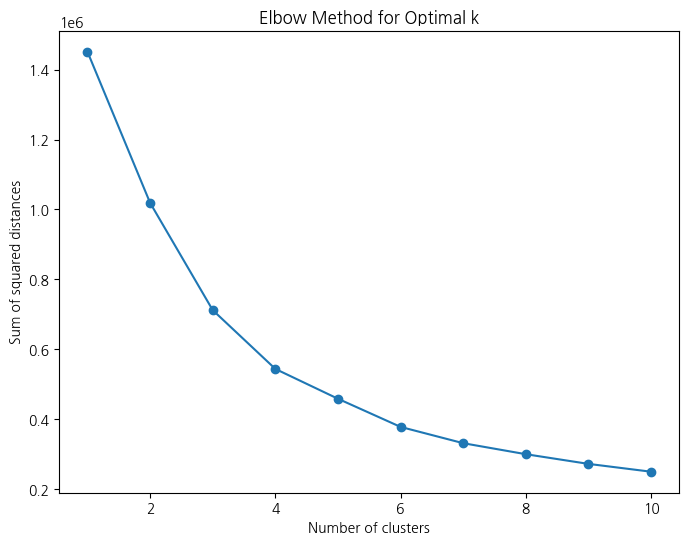 Elbow Method for Optimal k
1e6
1.4
1.2
1.0
0.8
0.6
0.4
0.2
Sum of squared distances
2 4 6 8 10
Number of clusters